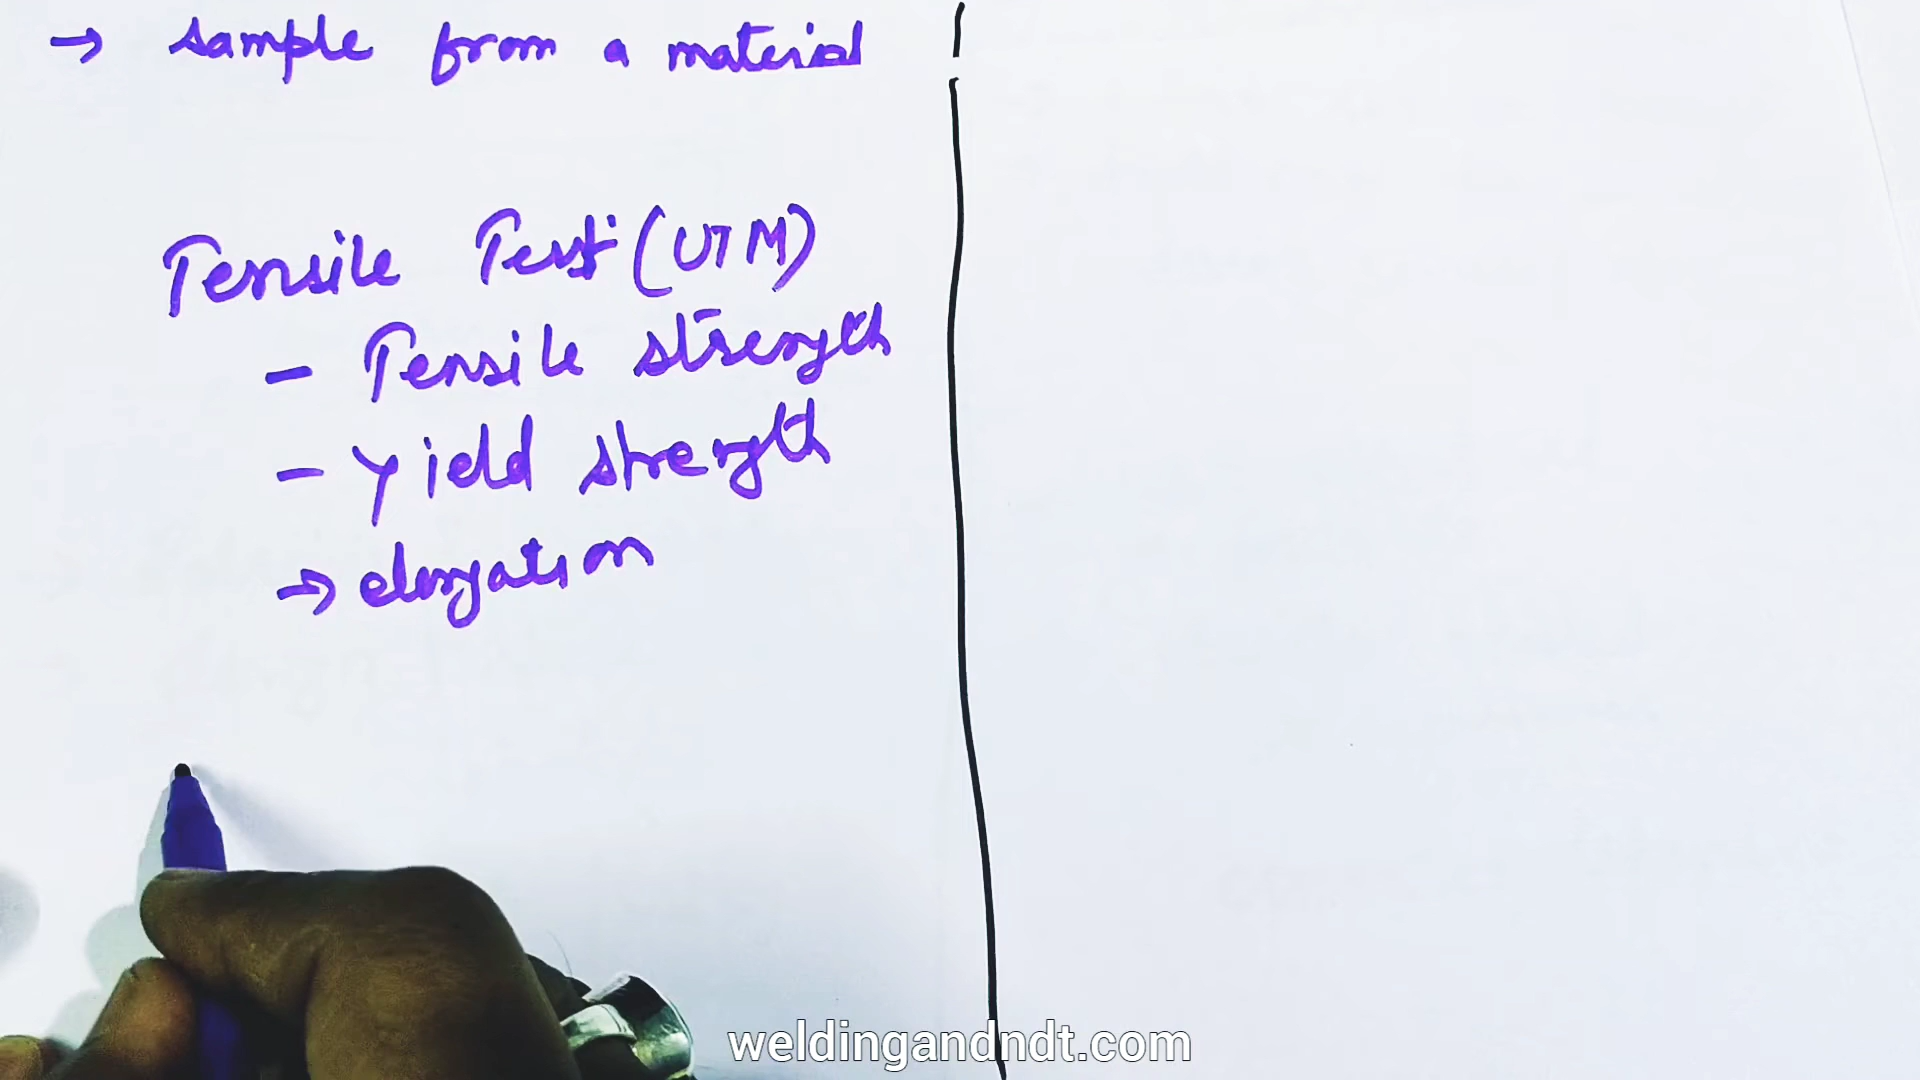 → Sample from a material
Tensile Test (UTM)
- Tensile strength
- Yield strength
→ elongation
weldingandndt.com